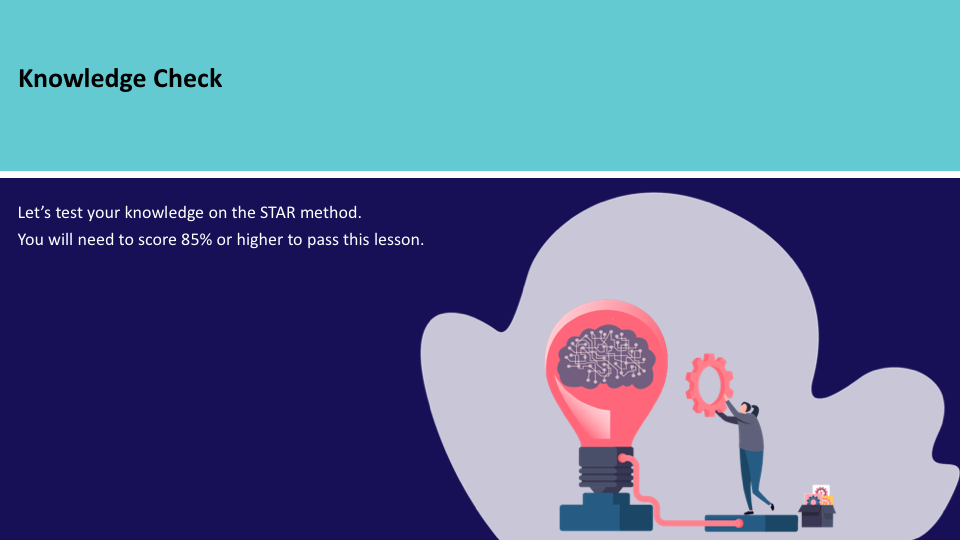 Knowledge Check
Let’s test your knowledge on the STAR method.
You will need to score 85% or higher to pass this lesson.